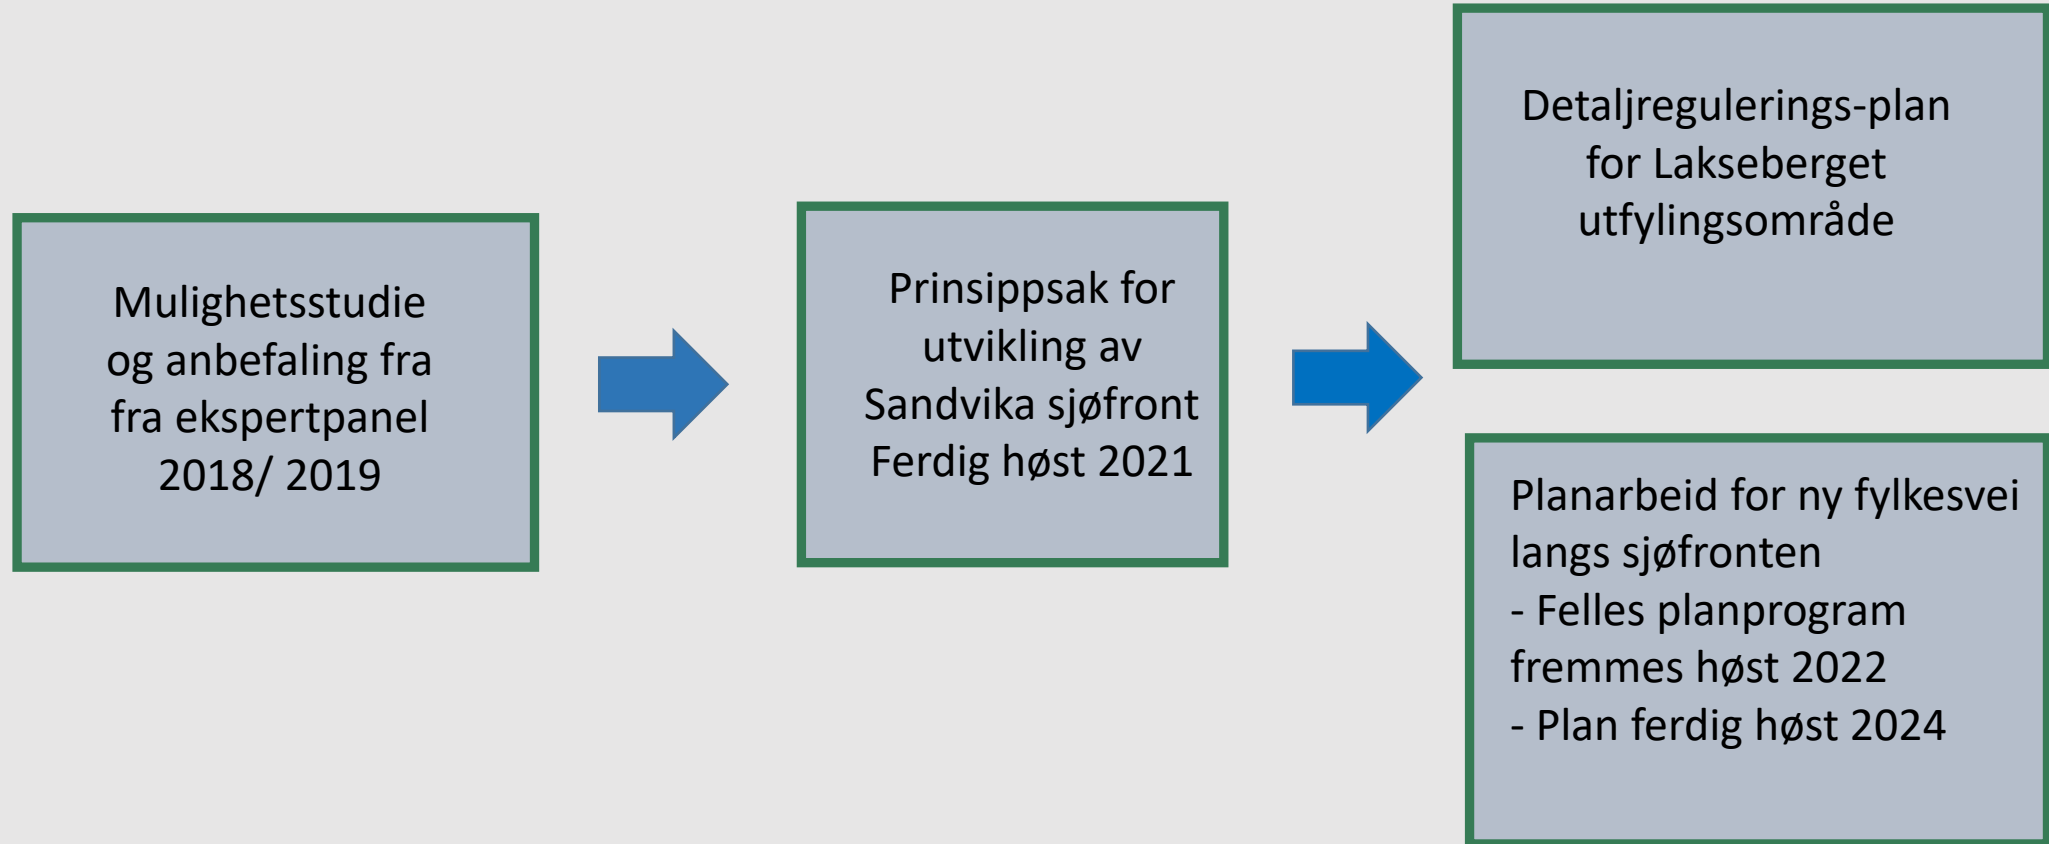 Mulighetsstudie
og anbefaling fra
fra ekspertpanel
2018/ 2019
Prinsippsak for
utvikling av
Sandvika sjøfront
Ferdig høst 2021
Detaljregulerings-plan
for Lakseberget
utfylingsområde
Planarbeid for ny fylkesvei
langs sjøfronten
- Felles planprogram
fremmes høst 2022
- Plan ferdig høst 2024